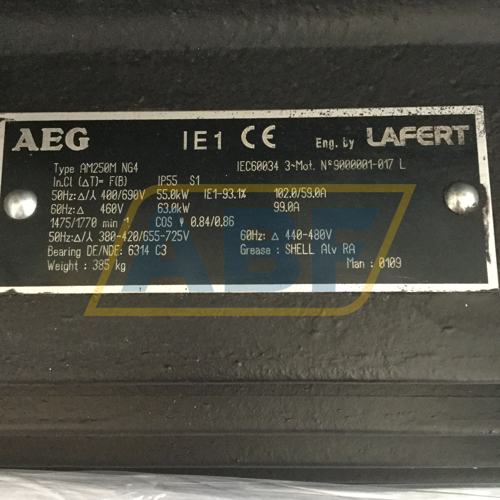 AEG IE1 CE Eng. by LAFERT
Type AM250M NG4 IEC60034 3~Mot. N°9000001-017 L
In.Cl (ΔT)= F(B) IP55 S1
50Hz:Δ/⅄ 400/690V 55.0kW IE1-93.1% 102.0/59.0A
60Hz: Δ 460V 63.0kW 99.0A
1475/1770 min⁻¹ COS φ 0.84/0.86
50Hz:Δ/⅄ 380-420/655-725V 60Hz: Δ 440-480V
Bearing DE/NDE: 6314 C3 Grease : SHELL Alv RA
Weight : 385 kg Man : 0109
ABF